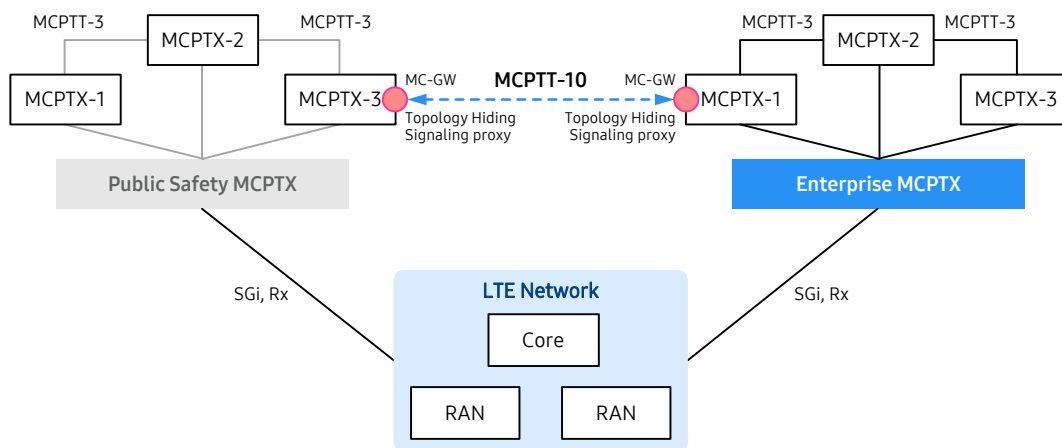 MCPTT-3
MCPTX-2
MCPTT-3
MCPTX-1
MCPTX-3
MC-GW
MCPTT-10
MC-GW
Topology Hiding
Signaling proxy
Topology Hiding
Signaling proxy
MCPTT-3
MCPTX-2
MCPTT-3
MCPTX-1
MCPTX-3
Public Safety MCPTX
Enterprise MCPTX
SGi, Rx
SGi, Rx
LTE Network
Core
RAN
RAN